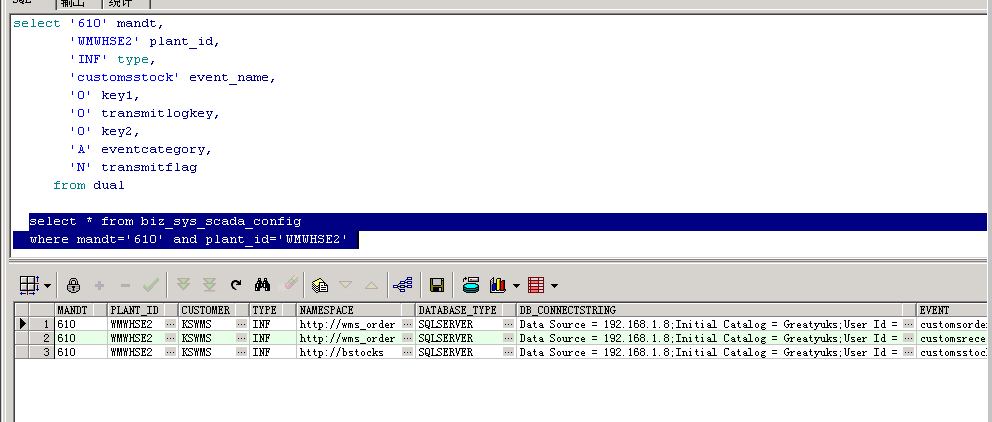 SQL 输出 统计
select '610' mandt,
'WMWHSE2' plant_id,
'INF' type,
'customsstock' event_name,
'0' key1,
'0' transmitlogkey,
'0' key2,
'A' eventcategory,
'N' transmitflag
from dual
select * from biz_sys_scada_config
where mandt='610' and plant_id='WMWHSE2'
MANDT PLANT_ID CUSTOMER TYPE NAMESPACE DATABASE_TYPE DB_CONNECTSTRING EVENT
1 610 WMWHSE2 KSWMS INF http://wms_order SQLSERVER Data Source = 192.168.1.8;Initial Catalog = Greatyuks;User Id = customsorde
2 610 WMWHSE2 KSWMS INF http://wms_order SQLSERVER Data Source = 192.168.1.8;Initial Catalog = Greatyuks;User Id = customsrece
3 610 WMWHSE2 KSWMS INF http://bstocks SQLSERVER Data Source = 192.168.1.8;Initial Catalog = Greatyuks;User Id = customsstoc